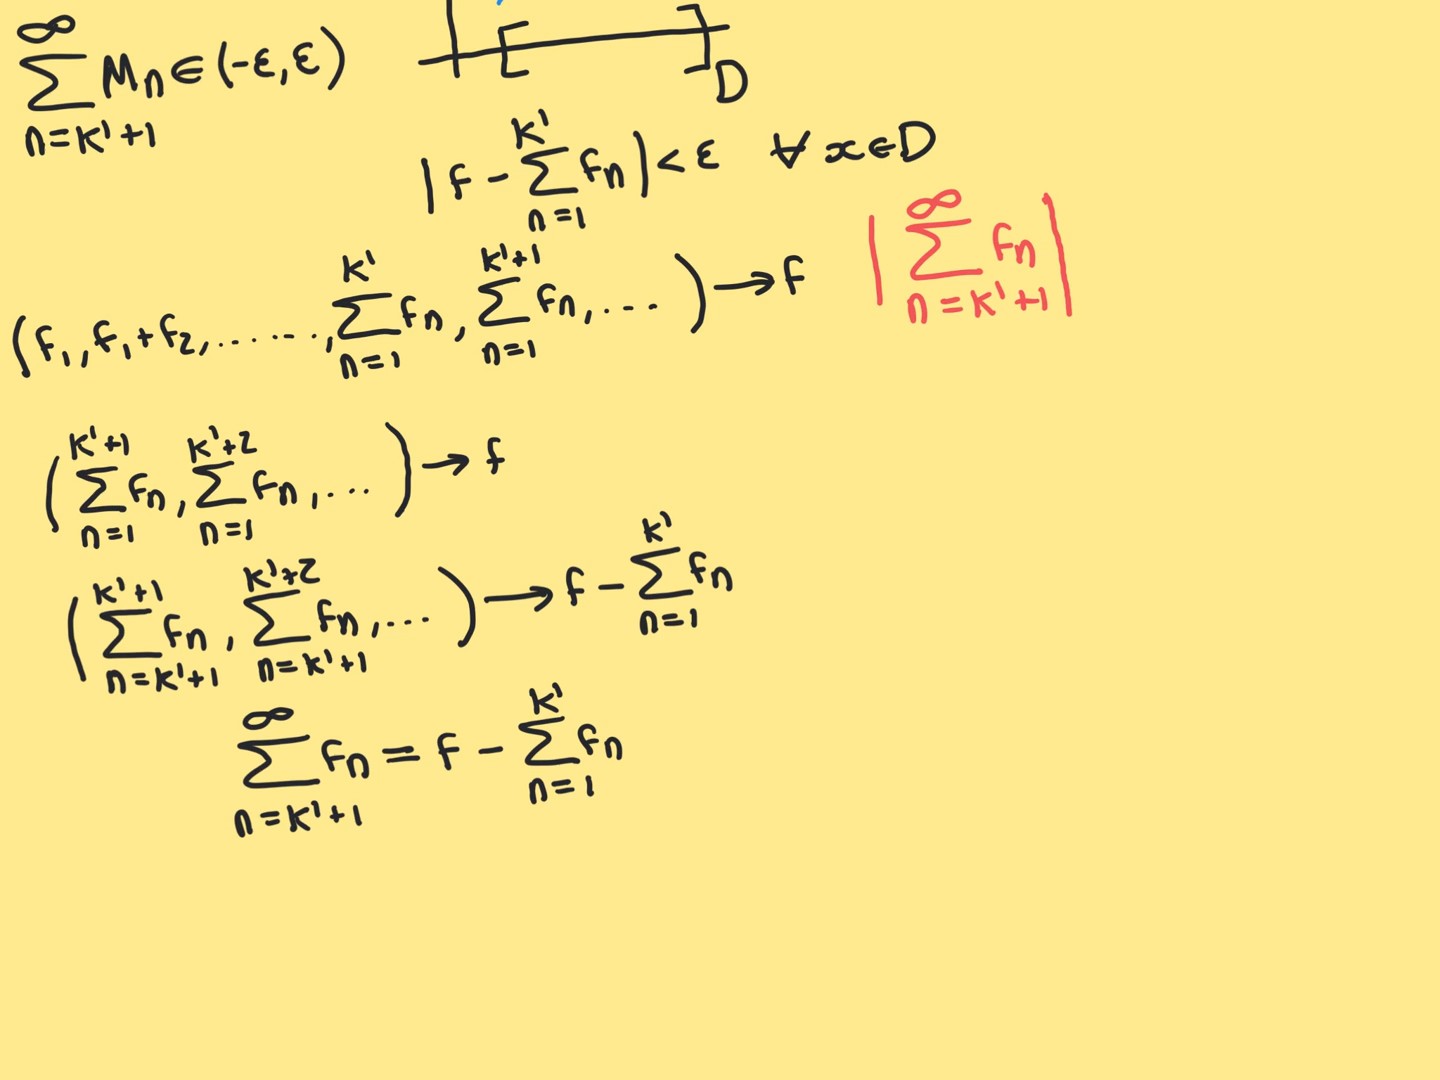 ∑_{n=K'+1}^{∞} M_n ∈ (-ε, ε)
D
|f - ∑_{n=1}^{K'} f_n| < ε ∀ x ∈ D
|∑_{n=K'+1}^{∞} f_n|
(f_1, f_1 + f_2, ........, ∑_{n=1}^{K'} f_n, ∑_{n=1}^{K'+1} f_n, ....) → f
(∑_{n=1}^{K'+1} f_n, ∑_{n=1}^{K'+2} f_n, ...) → f
(∑_{n=K'+1}^{K'+1} f_n, ∑_{n=K'+1}^{K'+2} f_n, ...) → f - ∑_{n=1}^{K'} f_n
∑_{n=K'+1}^{∞} f_n = f - ∑_{n=1}^{K'} f_n